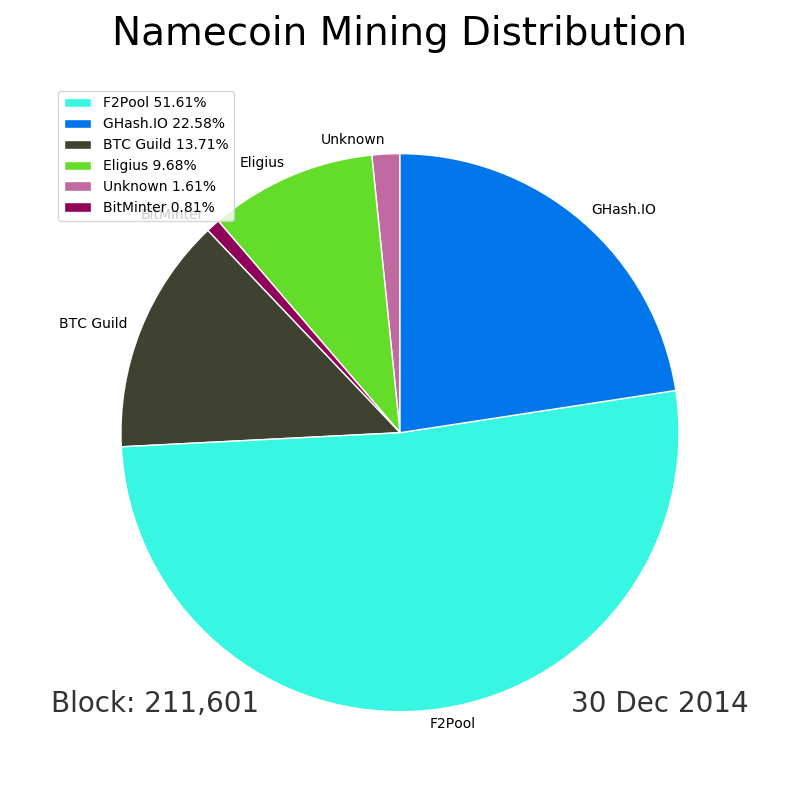 Namecoin Mining Distribution
F2Pool 51.61%
GHash.IO 22.58%
BTC Guild 13.71%
Eligius 9.68%
Unknown 1.61%
BitMinter 0.81%
Unknown
Eligius
BitMinter
GHash.IO
BTC Guild
Block: 211,601
30 Dec 2014
F2Pool